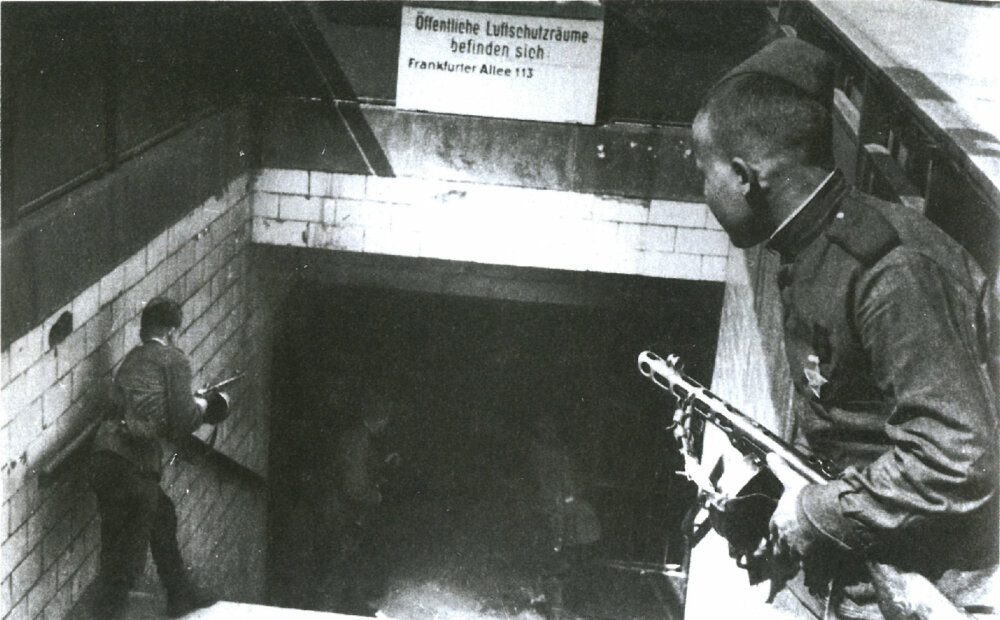 Öffentliche Luftschutzräume
befinden sich:
Frankfurter Allee 113